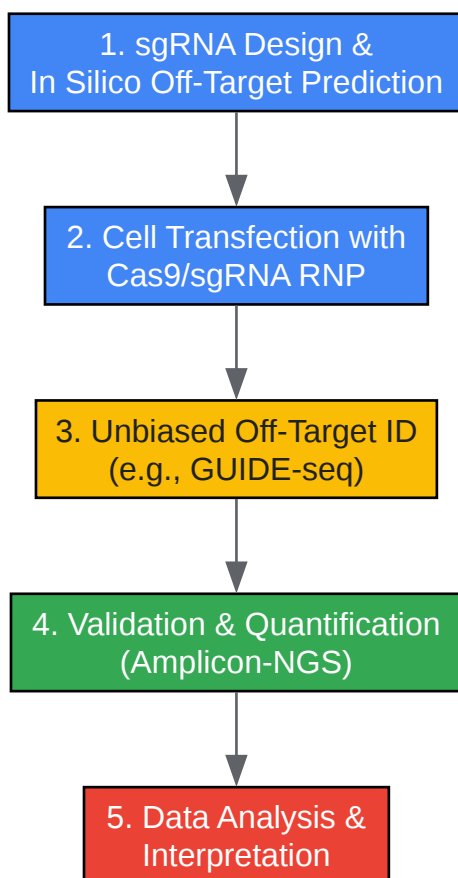 1. sgRNA Design &
In Silico Off-Target Prediction
2. Cell Transfection with
Cas9/sgRNA RNP
3. Unbiased Off-Target ID
(e.g., GUIDE-seq)
4. Validation & Quantification
(Amplicon-NGS)
5. Data Analysis &
Interpretation